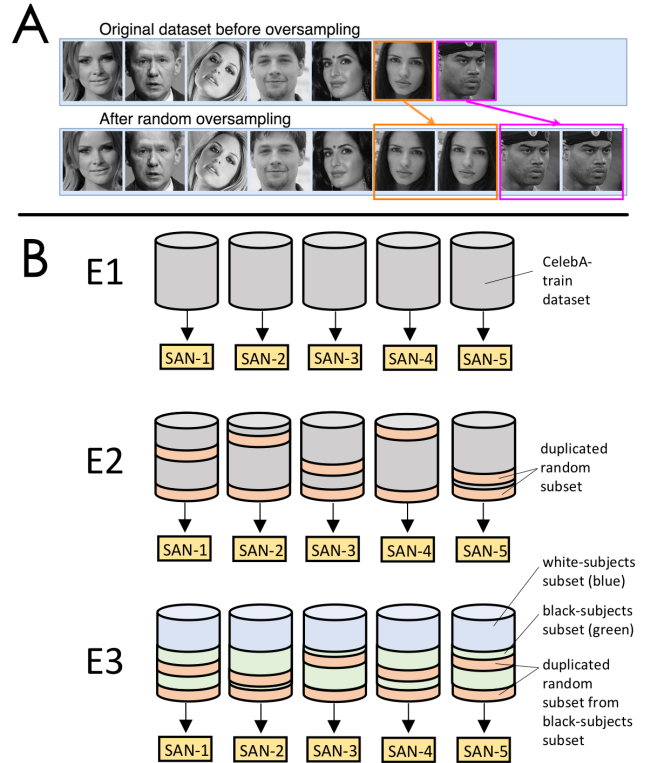 A
Original dataset before oversampling
After random oversampling
B
E1
CelebA-
train
dataset
SAN-1 SAN-2 SAN-3 SAN-4 SAN-5
E2
duplicated
random
subset
SAN-1 SAN-2 SAN-3 SAN-4 SAN-5
white-subjects
subset (blue)
E3
black-subjects
subset (green)
duplicated
random
subset from
black-subjects
subset
SAN-1 SAN-2 SAN-3 SAN-4 SAN-5